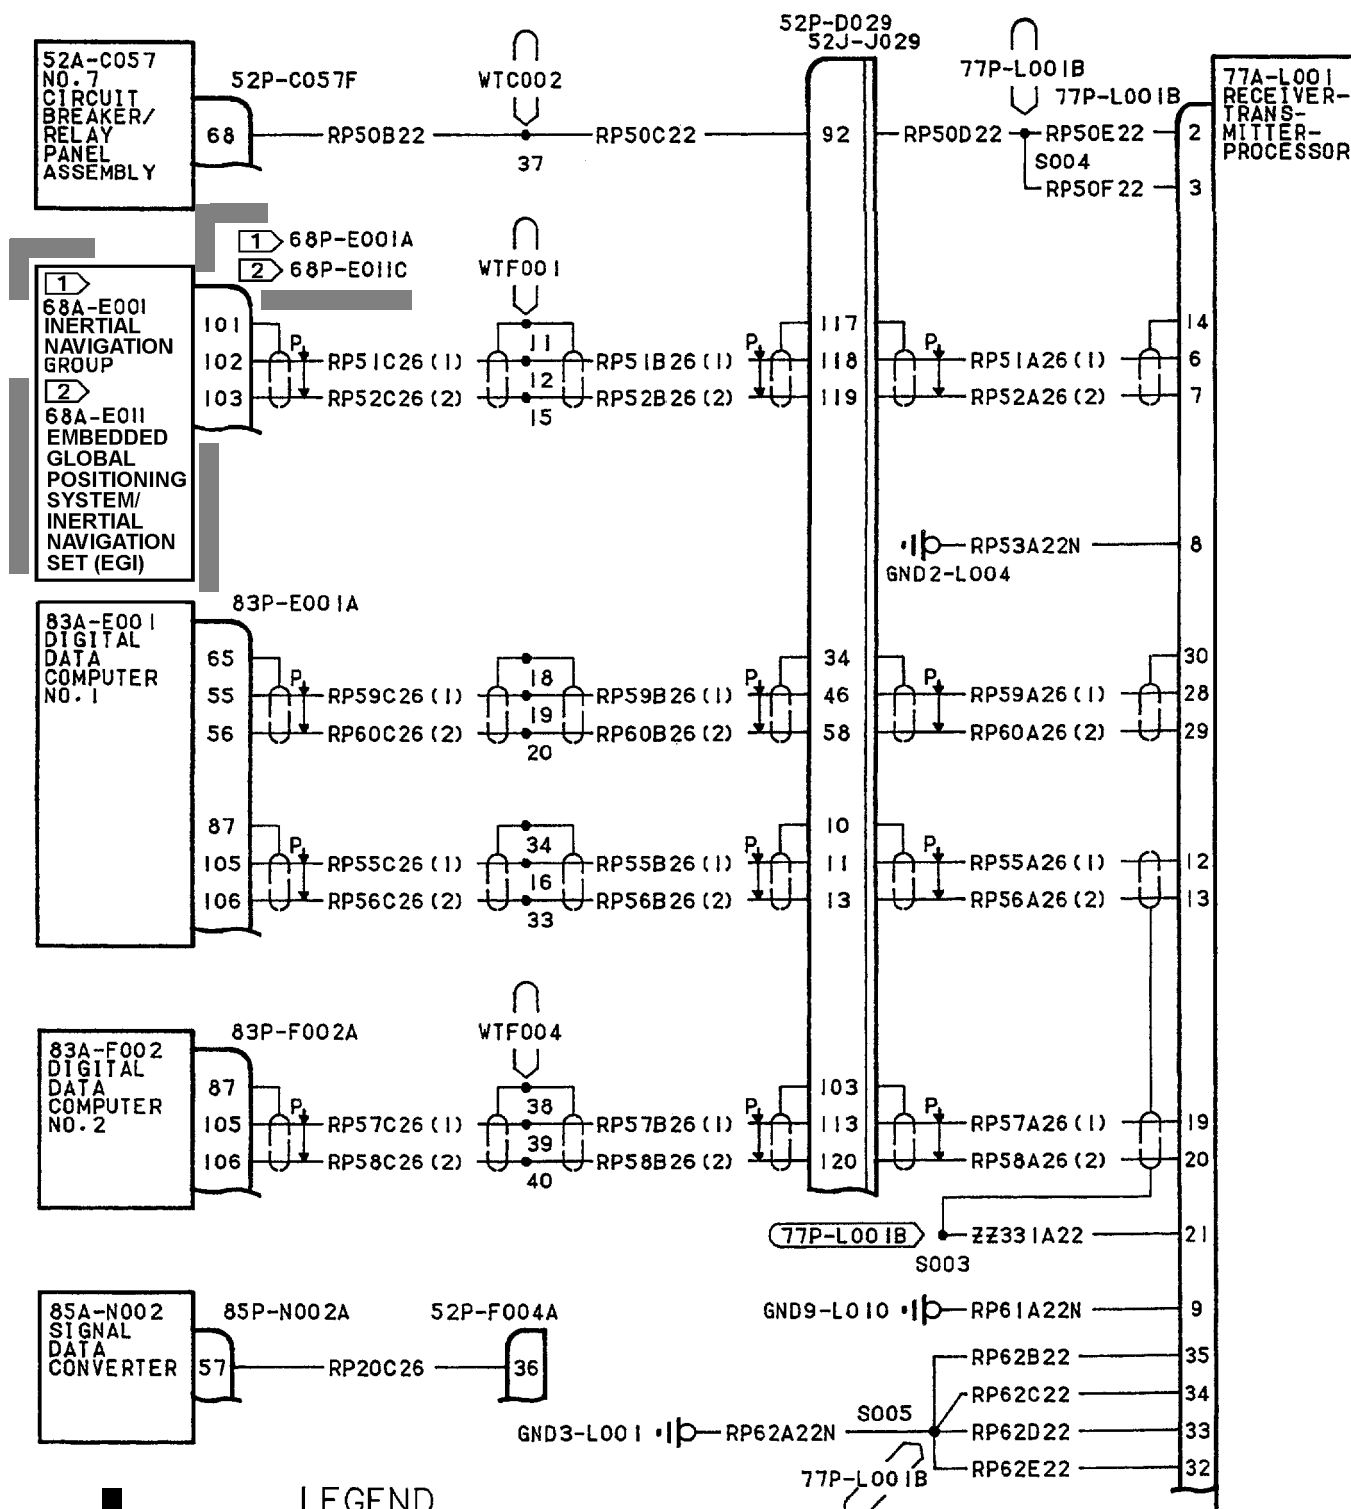 52P-D029
52J-J029
52A-C057
NO.7
CIRCUIT
BREAKER/
RELAY
PANEL
ASSEMBLY
52P-C057F
WTC002
77P-L001B
77P-L001B
77A-L001
RECEIVER-
TRANS-
MITTER-
PROCESSOR
68 RP50B22 RP50C22 92 RP50D22 RP50E22 2
37
S004
RP50F22 3
1 68P-E001A
2 68P-E011C
WTF001
1
68A-E001
INERTIAL
NAVIGATION
GROUP
2
68A-E011
EMBEDDED
GLOBAL
POSITIONING
SYSTEM/
INERTIAL
NAVIGATION
SET (EGI)
101 117 14
P 11 P P
102 RP51C26(1) RP51B26(1) 118 RP51A26(1) 6
12
103 RP52C26(2) RP52B26(2) 119 RP52A26(2) 7
15
RP53A22N 8
GND2-L004
83P-E001A
83A-E001
DIGITAL
DATA
COMPUTER
NO.1
65 34 30
P 18 P P
55 RP59C26(1) RP59B26(1) 46 RP59A26(1) 28
19
56 RP60C26(2) RP60B26(2) 58 RP60A26(2) 29
20
87 10
P 34 P P
105 RP55C26(1) RP55B26(1) 11 RP55A26(1) 12
16
106 RP56C26(2) RP56B26(2) 13 RP56A26(2) 13
33
83P-F002A
WTF004
83A-F002
DIGITAL
DATA
COMPUTER
NO.2
87 103
P 38 P P
105 RP57C26(1) RP57B26(1) 113 RP57A26(1) 19
39
106 RP58C26(2) RP58B26(2) 120 RP58A26(2) 20
40
77P-L001B ZZ331A22 21
S003
85A-N002
SIGNAL
DATA
CONVERTER
85P-N002A 52P-F004A
57 RP20C26 36
GND9-L010 RP61A22N 9
RP62B22 35
RP62C22 34
S005
GND3-L001 RP62A22N RP62D22 33
77P-L001B
RP62E22 32
LEGEND